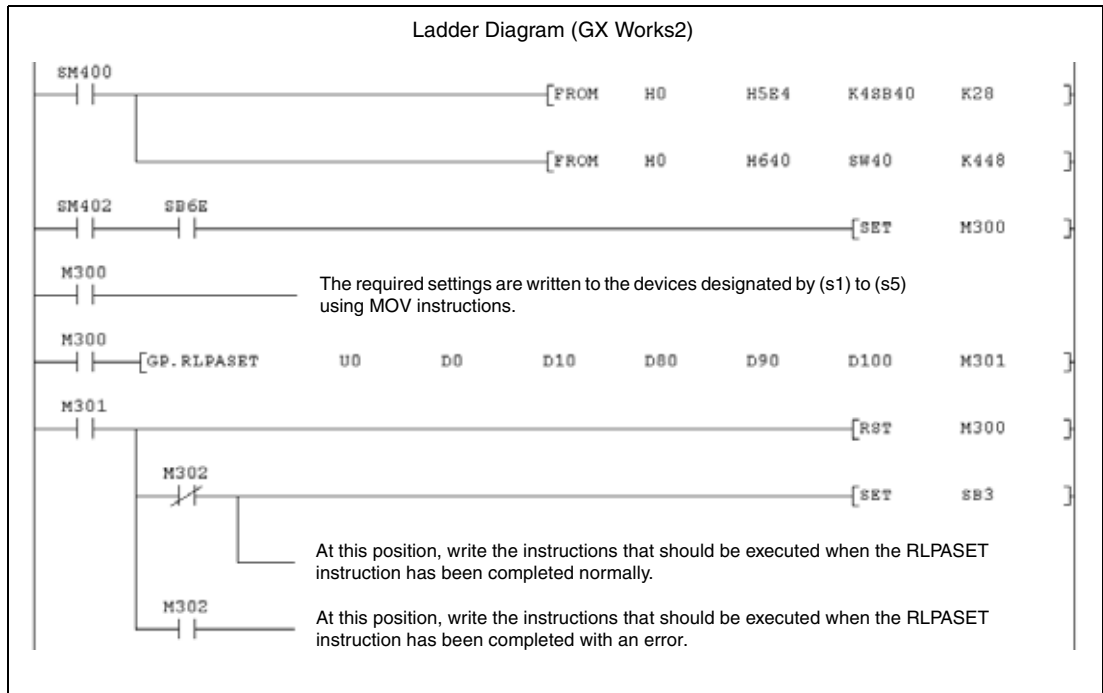 Ladder Diagram (GX Works2)
SM400
[FROM H0 H5E4 K4SB40 K28 ]
[FROM H0 H640 SW40 K448 ]
SM402 SB6E
[SET M300 ]
M300
The required settings are written to the devices designated by (s1) to (s5)
using MOV instructions.
M300
[GP.RLPASET U0 D0 D10 D80 D90 D100 M301 ]
M301
[RST M300 ]
M302
[SET SB3 ]
At this position, write the instructions that should be executed when the RLPASET
instruction has been completed normally.
M302
At this position, write the instructions that should be executed when the RLPASET
instruction has been completed with an error.